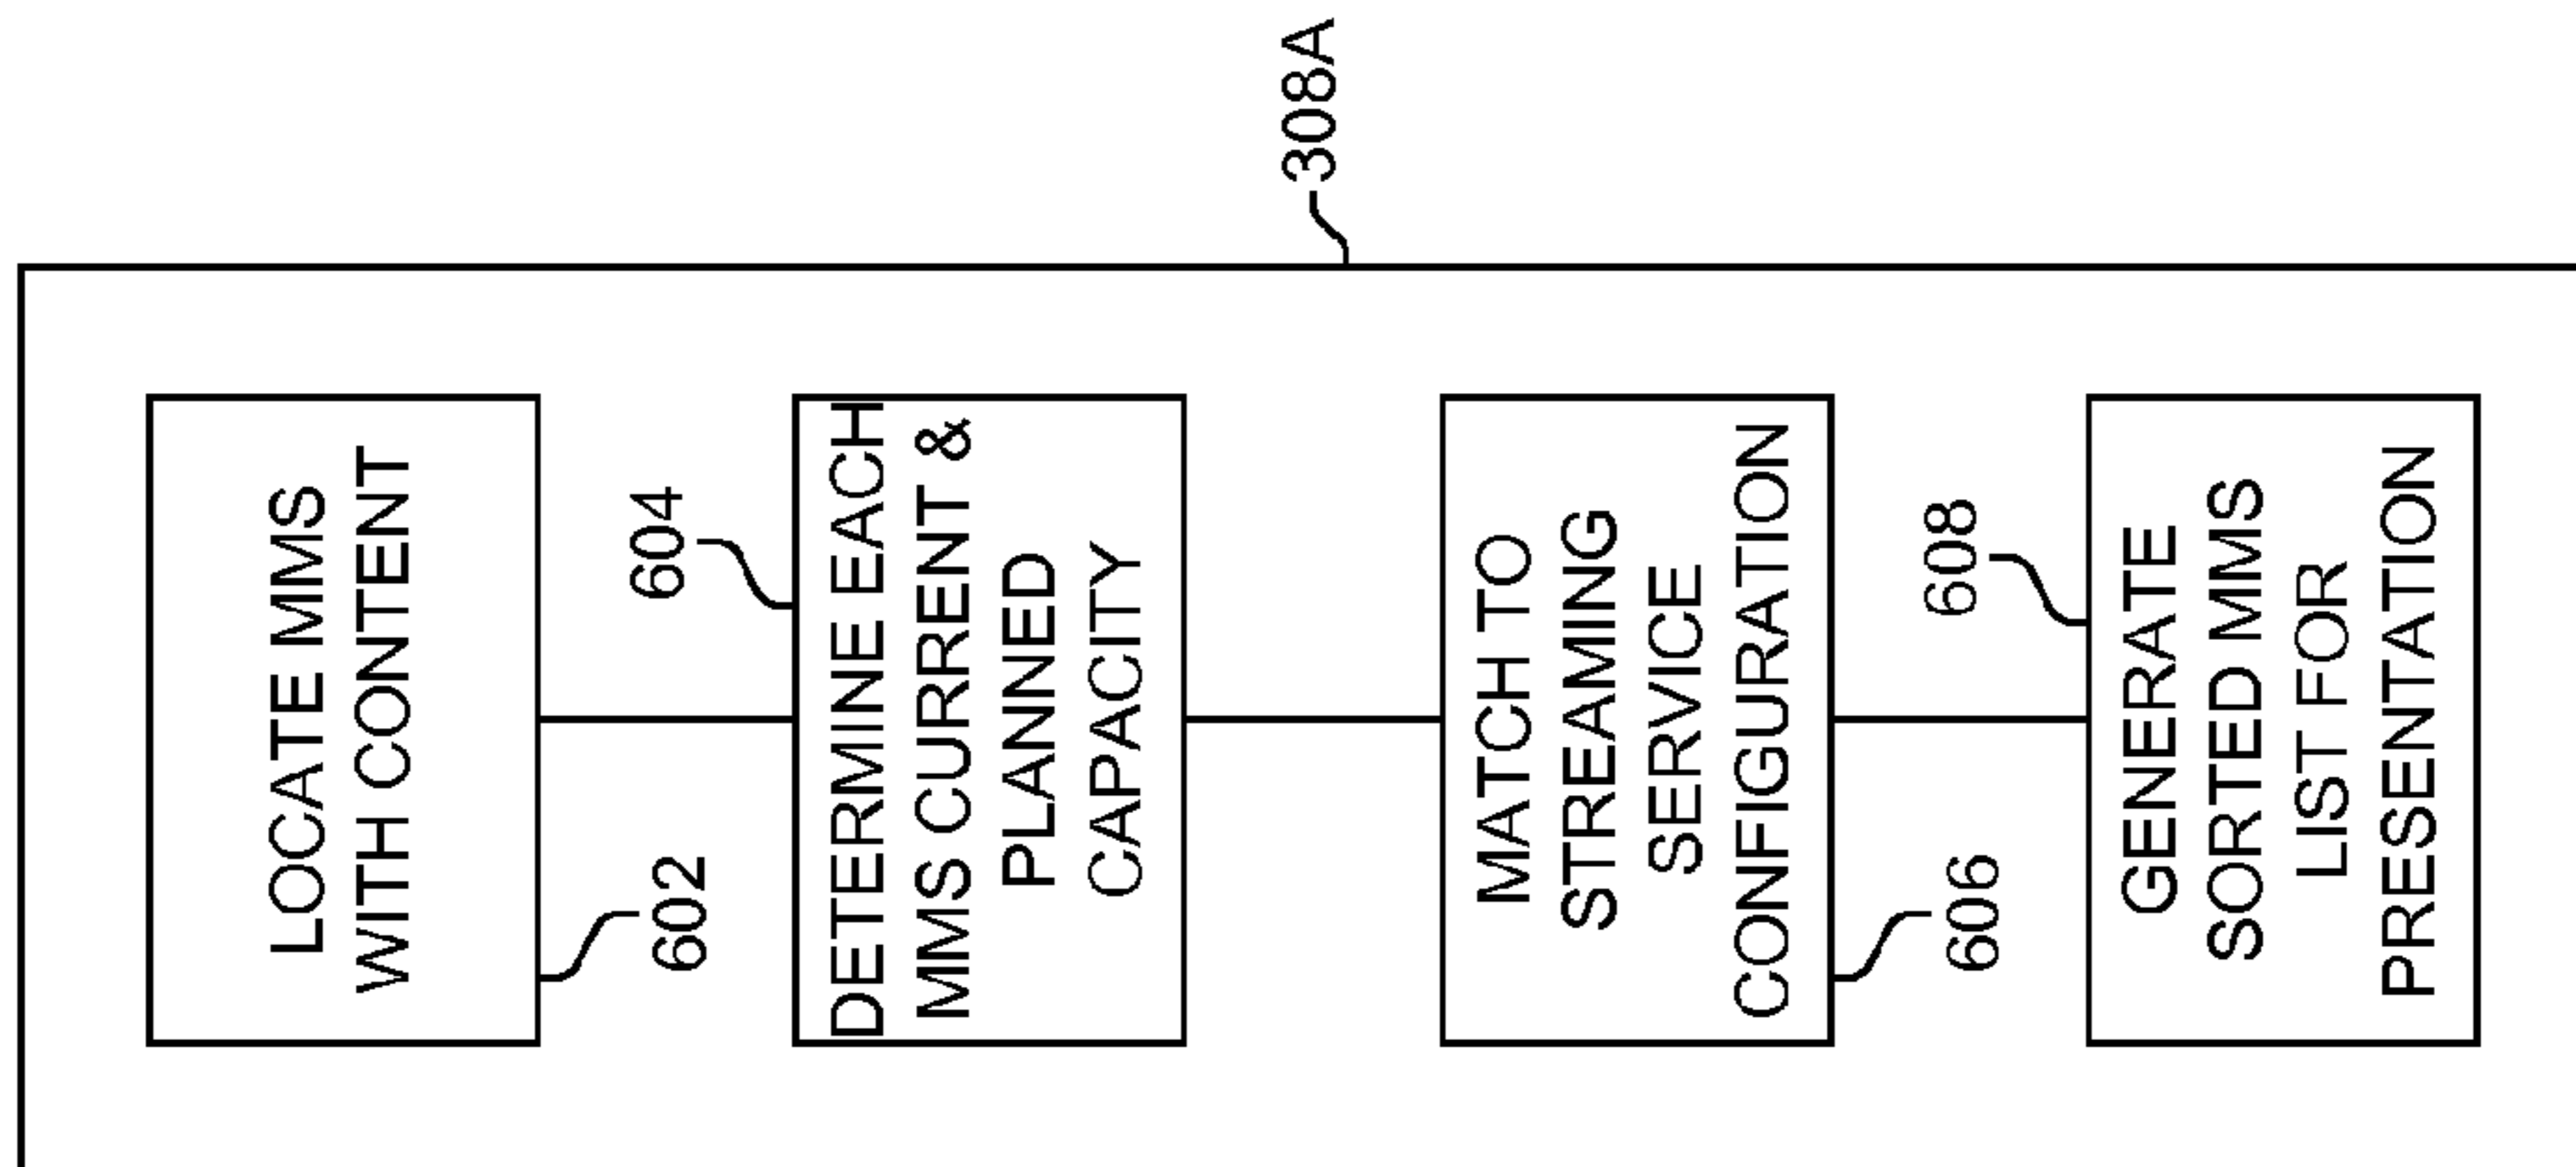 308A
LOCATE MMS
WITH CONTENT
602
604
DETERMINE EACH
MMS CURRENT &
PLANNED
CAPACITY
MATCH TO
STREAMING
SERVICE
CONFIGURATION
606
608
GENERATE
SORTED MMS
LIST FOR
PRESENTATION